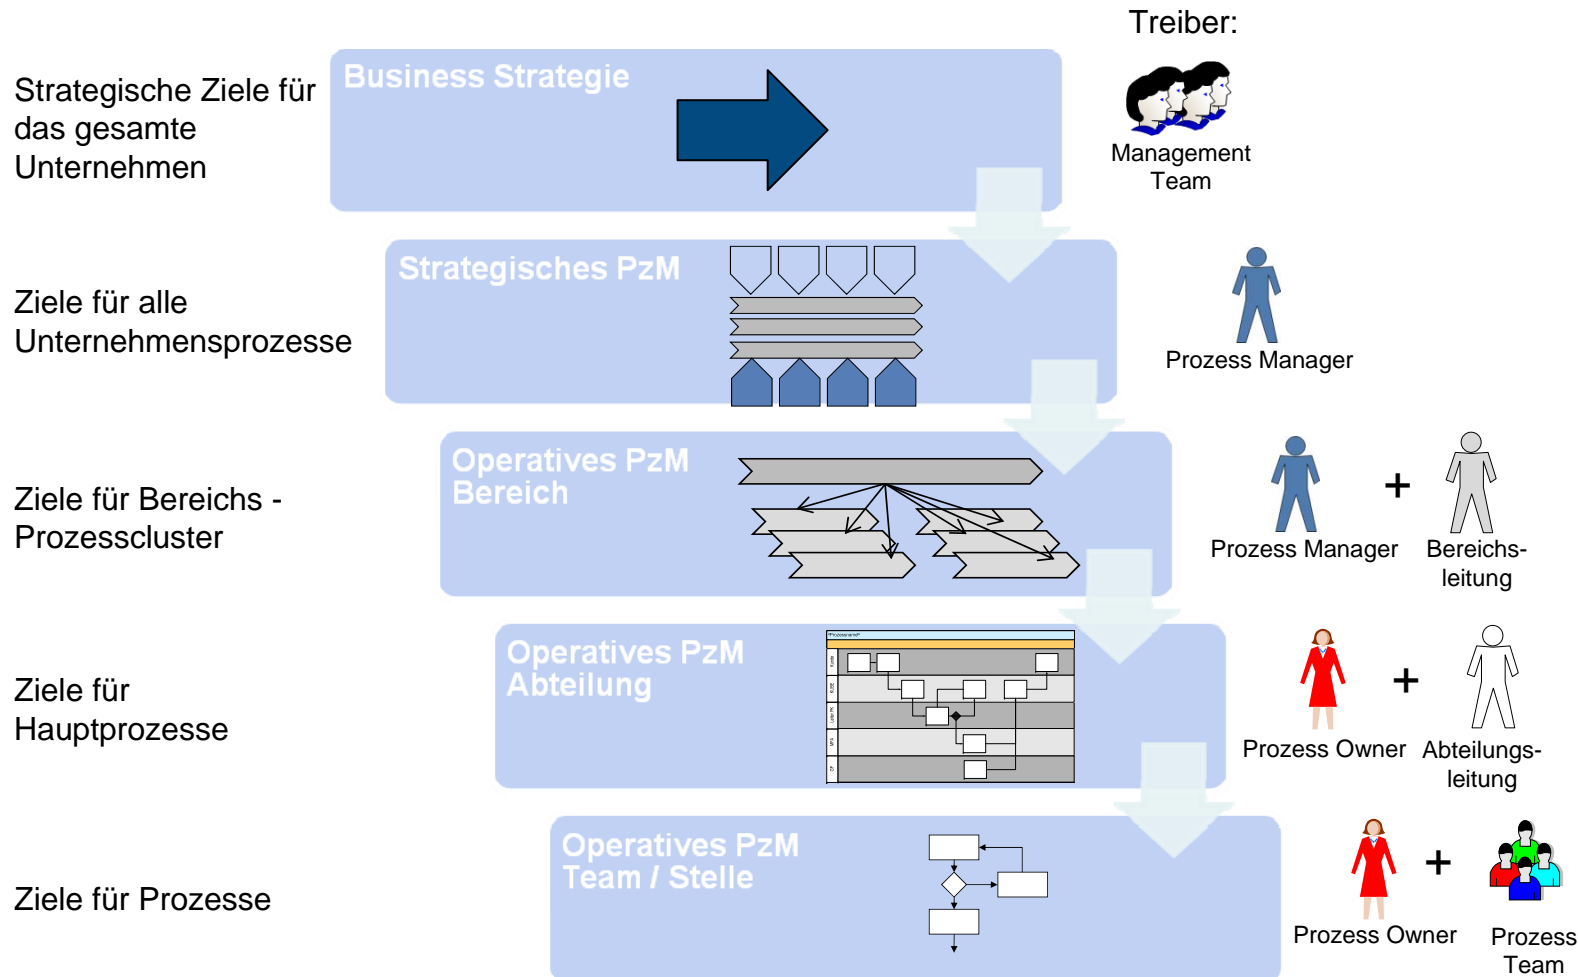 Treiber:
Strategische Ziele für
das gesamte
Unternehmen
Business Strategie
Management
Team
Ziele für alle
Unternehmensprozesse
Strategisches PzM
Prozess Manager
Ziele für Bereichs -
Prozesscluster
Operatives PzM
Bereich
Prozess Manager
+
Bereichs-
leitung
Ziele für
Hauptprozesse
Operatives PzM
Abteilung
*Prozessname*
Kunde
Prozess Owner
+
Abteilungs-
leitung
Ziele für Prozesse
Operatives PzM
Team / Stelle
Prozess Owner
+
Prozess
Team